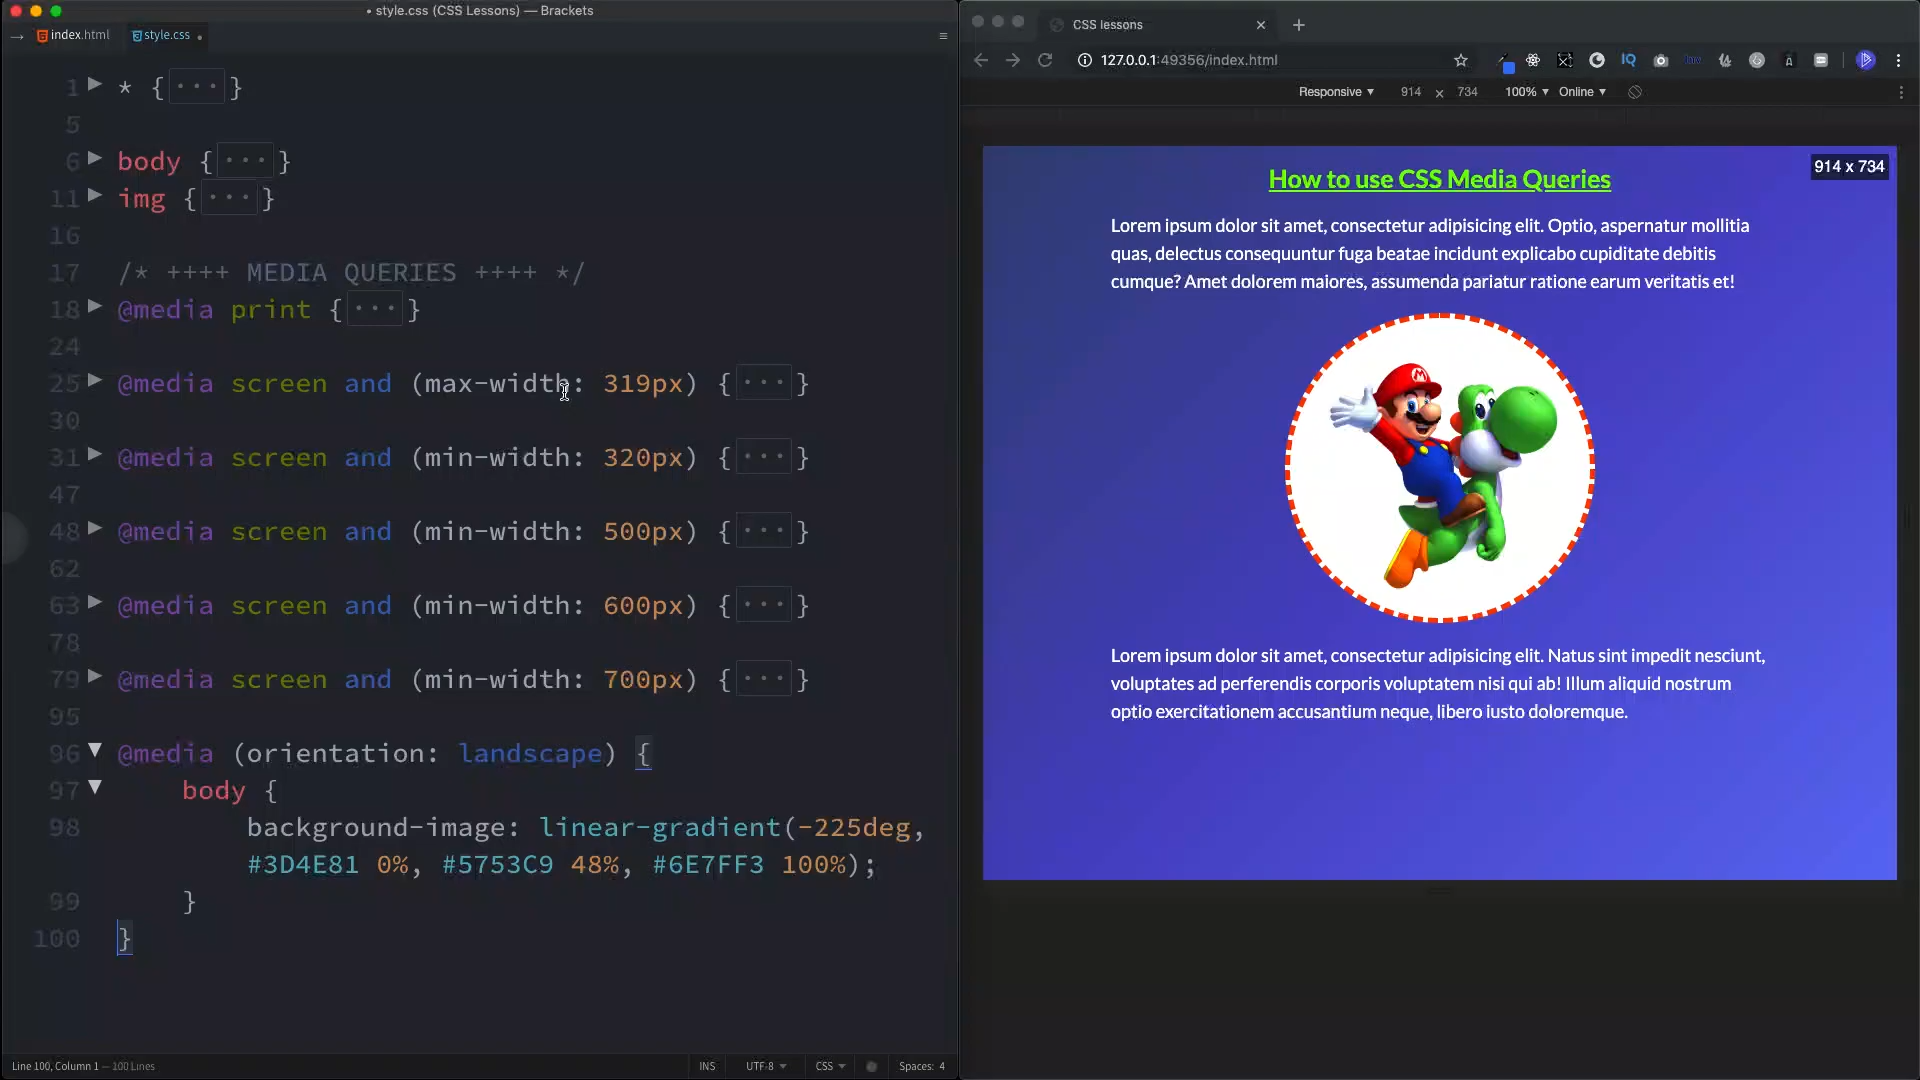 • style.css (CSS Lessons) — Brackets
index.html
style.css •
1 * { ... }
5
6 body { ... }
11 img { ... }
16
17 /* ++++ MEDIA QUERIES ++++ */
18 @media print { ... }
24
25 @media screen and (max-width: 319px) { ... }
30
31 @media screen and (min-width: 320px) { ... }
47
48 @media screen and (min-width: 500px) { ... }
62
63 @media screen and (min-width: 600px) { ... }
78
79 @media screen and (min-width: 700px) { ... }
95
96 @media (orientation: landscape) {
97 body {
98 background-image: linear-gradient(-225deg,
#3D4E81 0%, #5753C9 48%, #6E7FF3 100%);
99 }
100 }
Line 100, Column 1 — 100 Lines
INS UTF-8 CSS Spaces: 4
CSS lessons
127.0.0.1:49356/index.html
IQ
Responsive 914 × 734 100% Online
914 x 734
How to use CSS Media Queries
Lorem ipsum dolor sit amet, consectetur adipisicing elit. Optio, aspernatur mollitia
quas, delectus consequuntur fuga beatae incidunt explicabo cupiditate debitis
cumque? Amet dolorem maiores, assumenda pariatur ratione earum veritatis et!
M
Lorem ipsum dolor sit amet, consectetur adipisicing elit. Natus sint impedit nesciunt,
voluptates ad perferendis corporis voluptatem nisi qui ab! Illum aliquid nostrum
optio exercitationem accusantium neque, libero iusto doloremque.